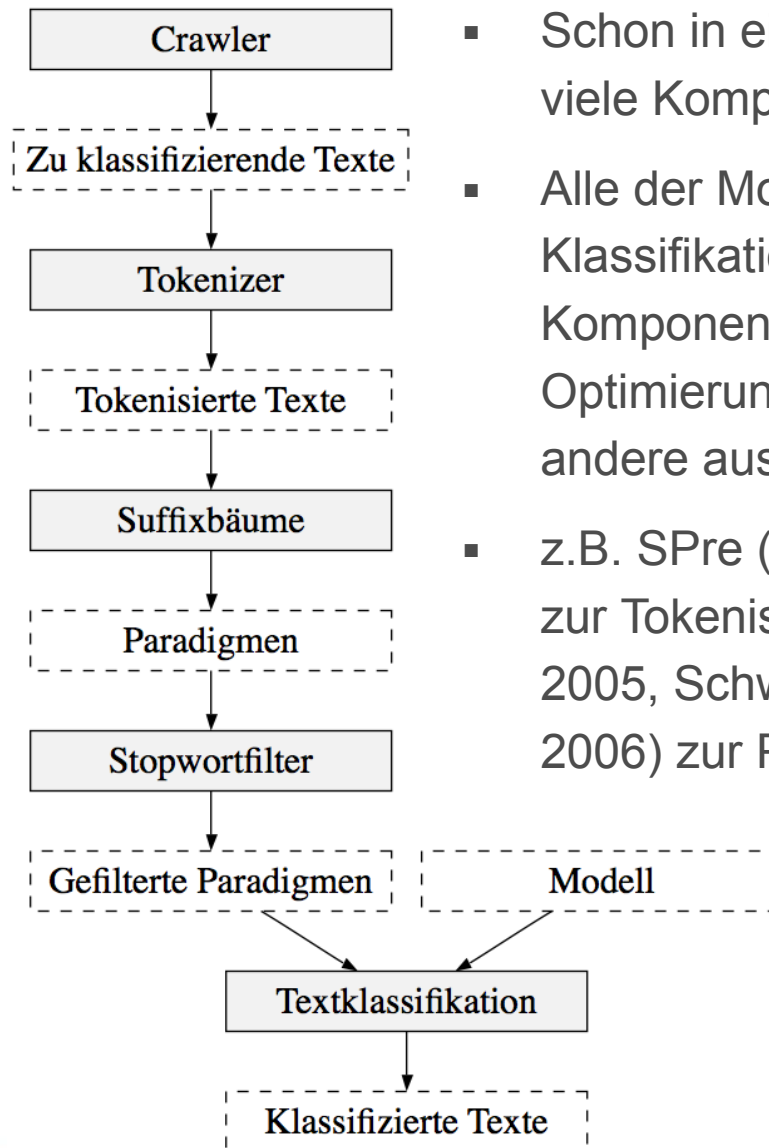 Crawler
Zu klassifizierende Texte
Tokenizer
Tokenisierte Texte
Suffixbäume
Paradigmen
Stopwortfilter
Gefilterte Paradigmen
Modell
Textklassifikation
Klassifizierte Texte
▪ Schon in e
viele Komp
▪ Alle der Mo
Klassifikati
Komponen
Optimierun
andere aus
▪ z.B. SPre (
zur Tokenis
2005, Schw
2006) zur P